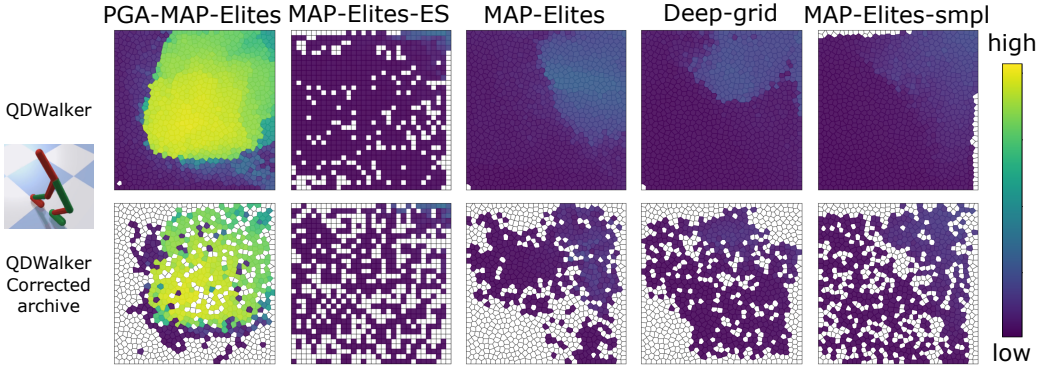 PGA-MAP-Elites MAP-Elites-ES MAP-Elites Deep-grid MAP-Elites-smpl
high
QDWalker
QDWalker
Corrected
archive
low